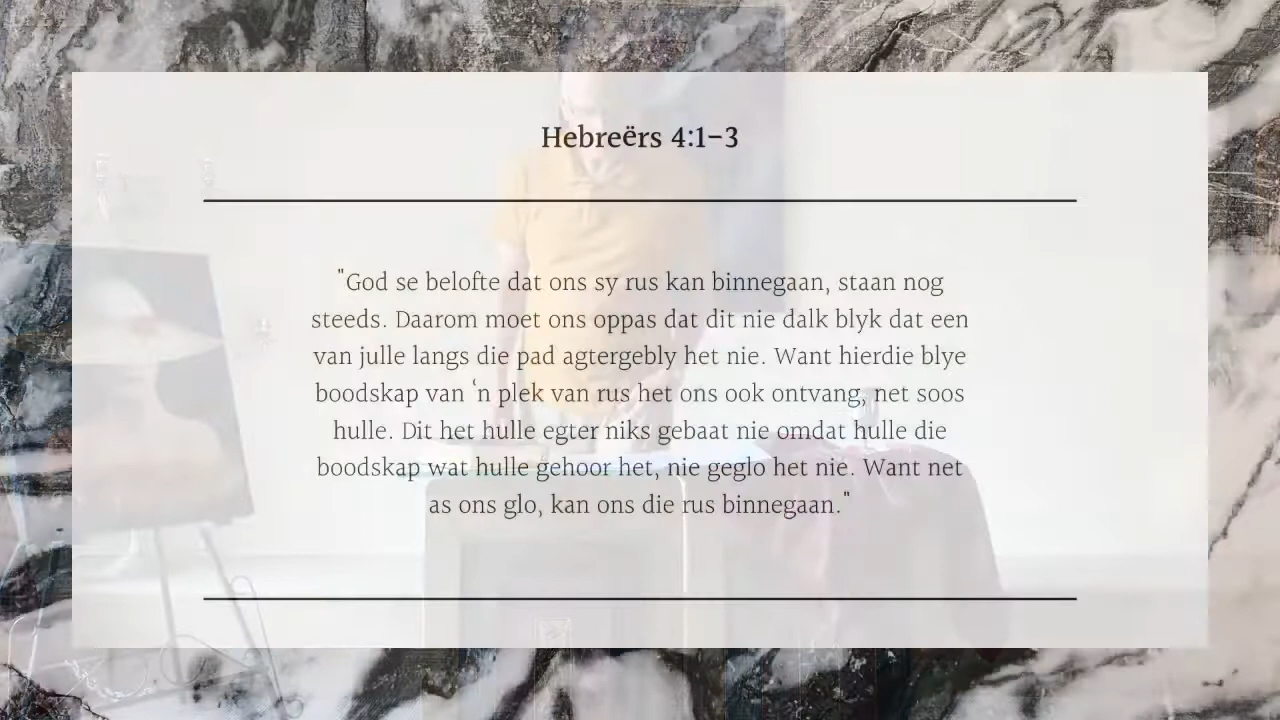 Hebreërs 4:1-3
"God se belofte dat ons sy rus kan binnegaan, staan nog
steeds. Daarom moet ons oppas dat dit nie dalk blyk dat een
van julle langs die pad agtergebly het nie. Want hierdie blye
boodskap van ‘n plek van rus het ons ook ontvang, net soos
hulle. Dit het hulle egter niks gebaat nie omdat hulle die
boodskap wat hulle gehoor het, nie geglo het nie. Want net
as ons glo, kan ons die rus binnegaan."